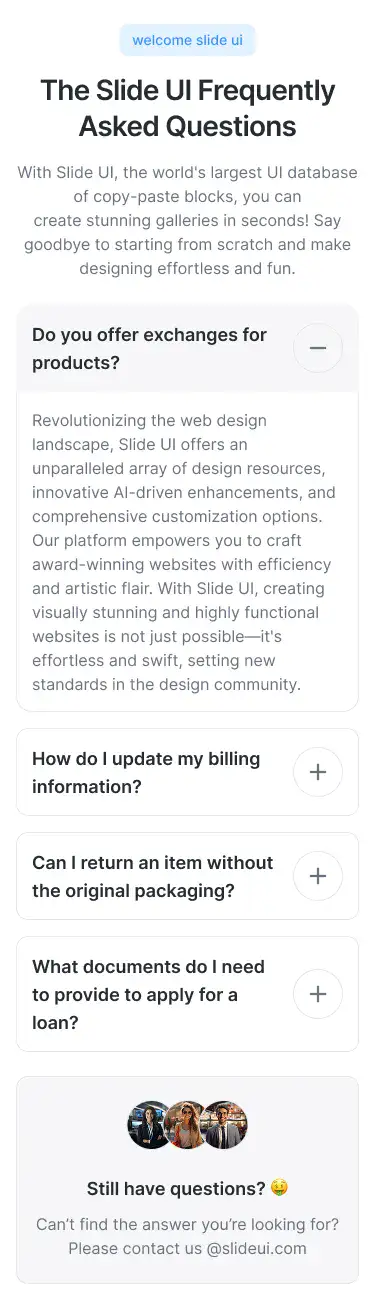 welcome slide ui
The Slide UI Frequently
Asked Questions
With Slide UI, the world's largest UI database
of copy-paste blocks, you can
create stunning galleries in seconds! Say
goodbye to starting from scratch and make
designing effortless and fun.
Do you offer exchanges for
products?
Revolutionizing the web design
landscape, Slide UI offers an
unparalleled array of design resources,
innovative AI-driven enhancements, and
comprehensive customization options.
Our platform empowers you to craft
award-winning websites with efficiency
and artistic flair. With Slide UI, creating
visually stunning and highly functional
websites is not just possible—it's
effortless and swift, setting new
standards in the design community.
How do I update my billing
information?
Can I return an item without
the original packaging?
What documents do I need
to provide to apply for a
loan?
Still have questions? 🤑
Can’t find the answer you’re looking for?
Please contact us @slideui.com